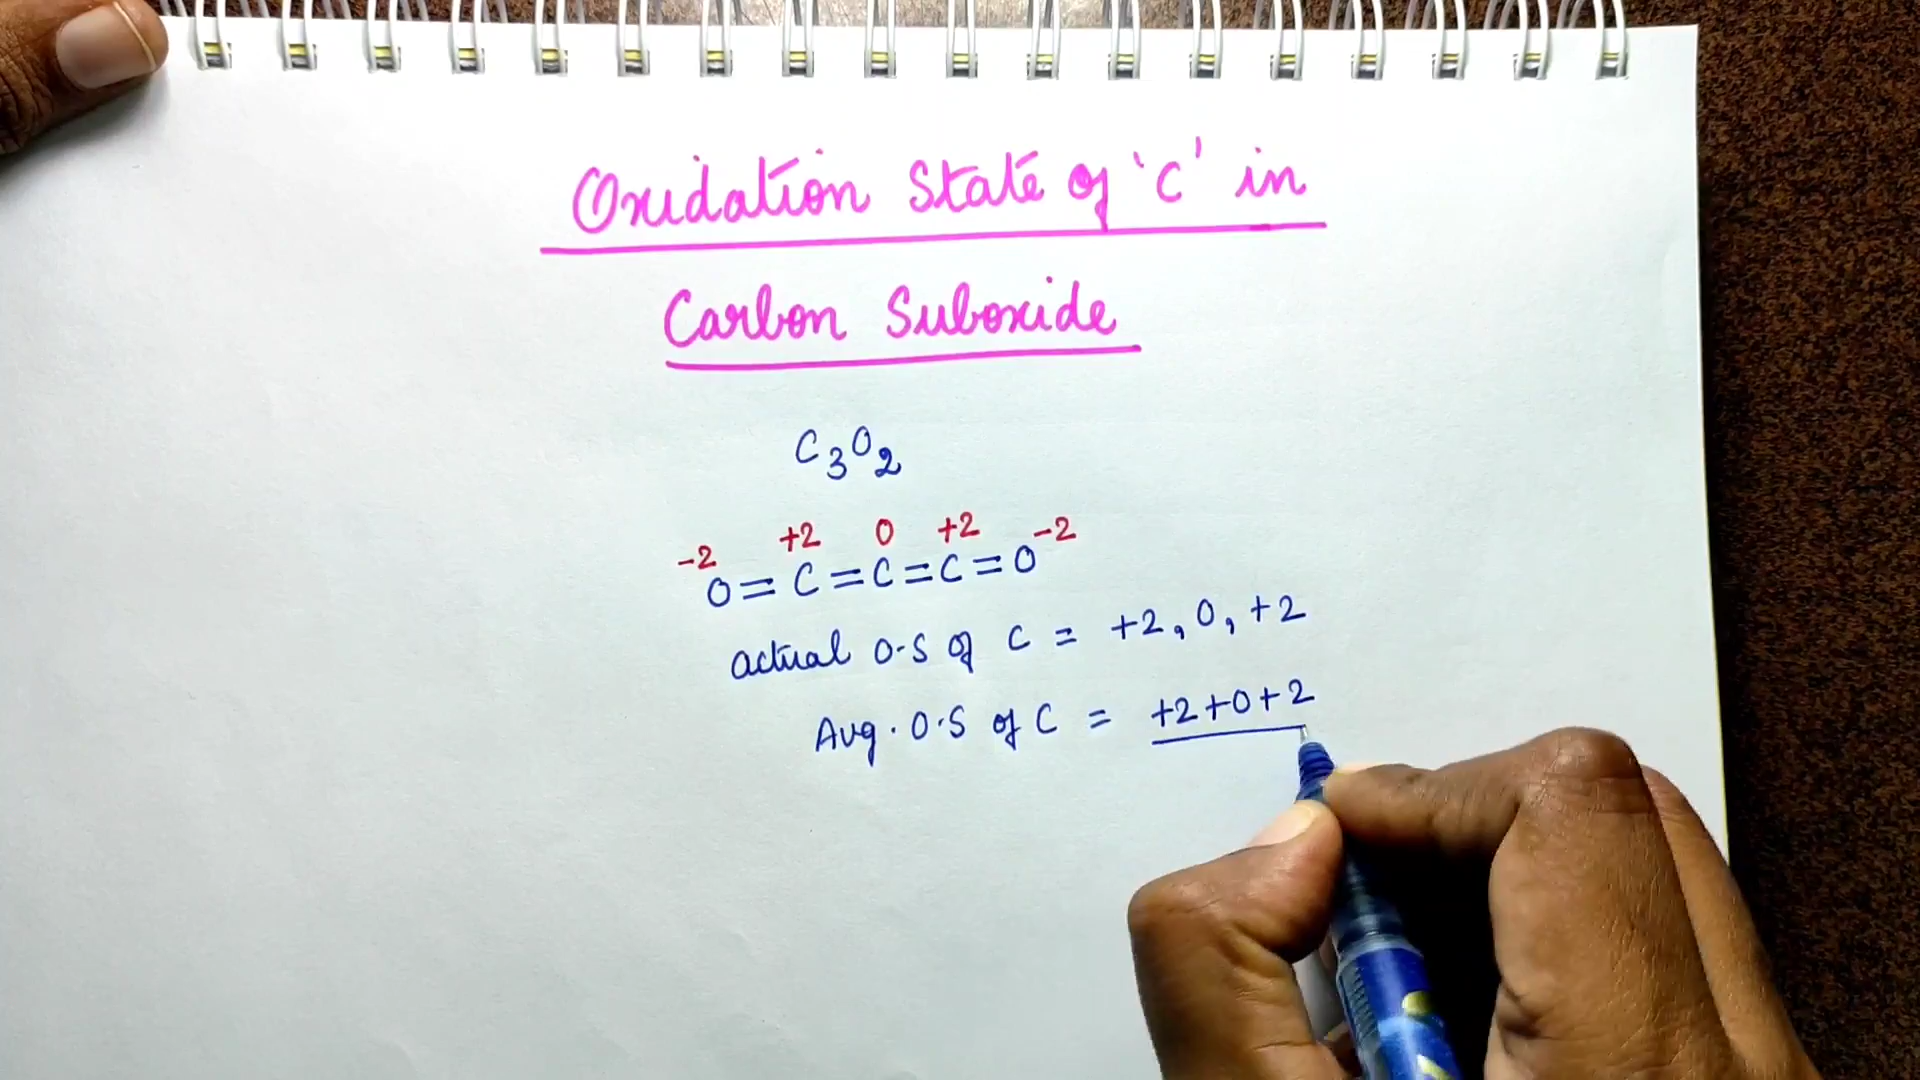 Oxidation State of 'C' in
Carbon Suboxide
C₃O₂
-2 +2 0 +2 -2
O=C=C=C=O
actual O.S of C = +2, 0, +2
Avg. O.S of C = +2+0+2